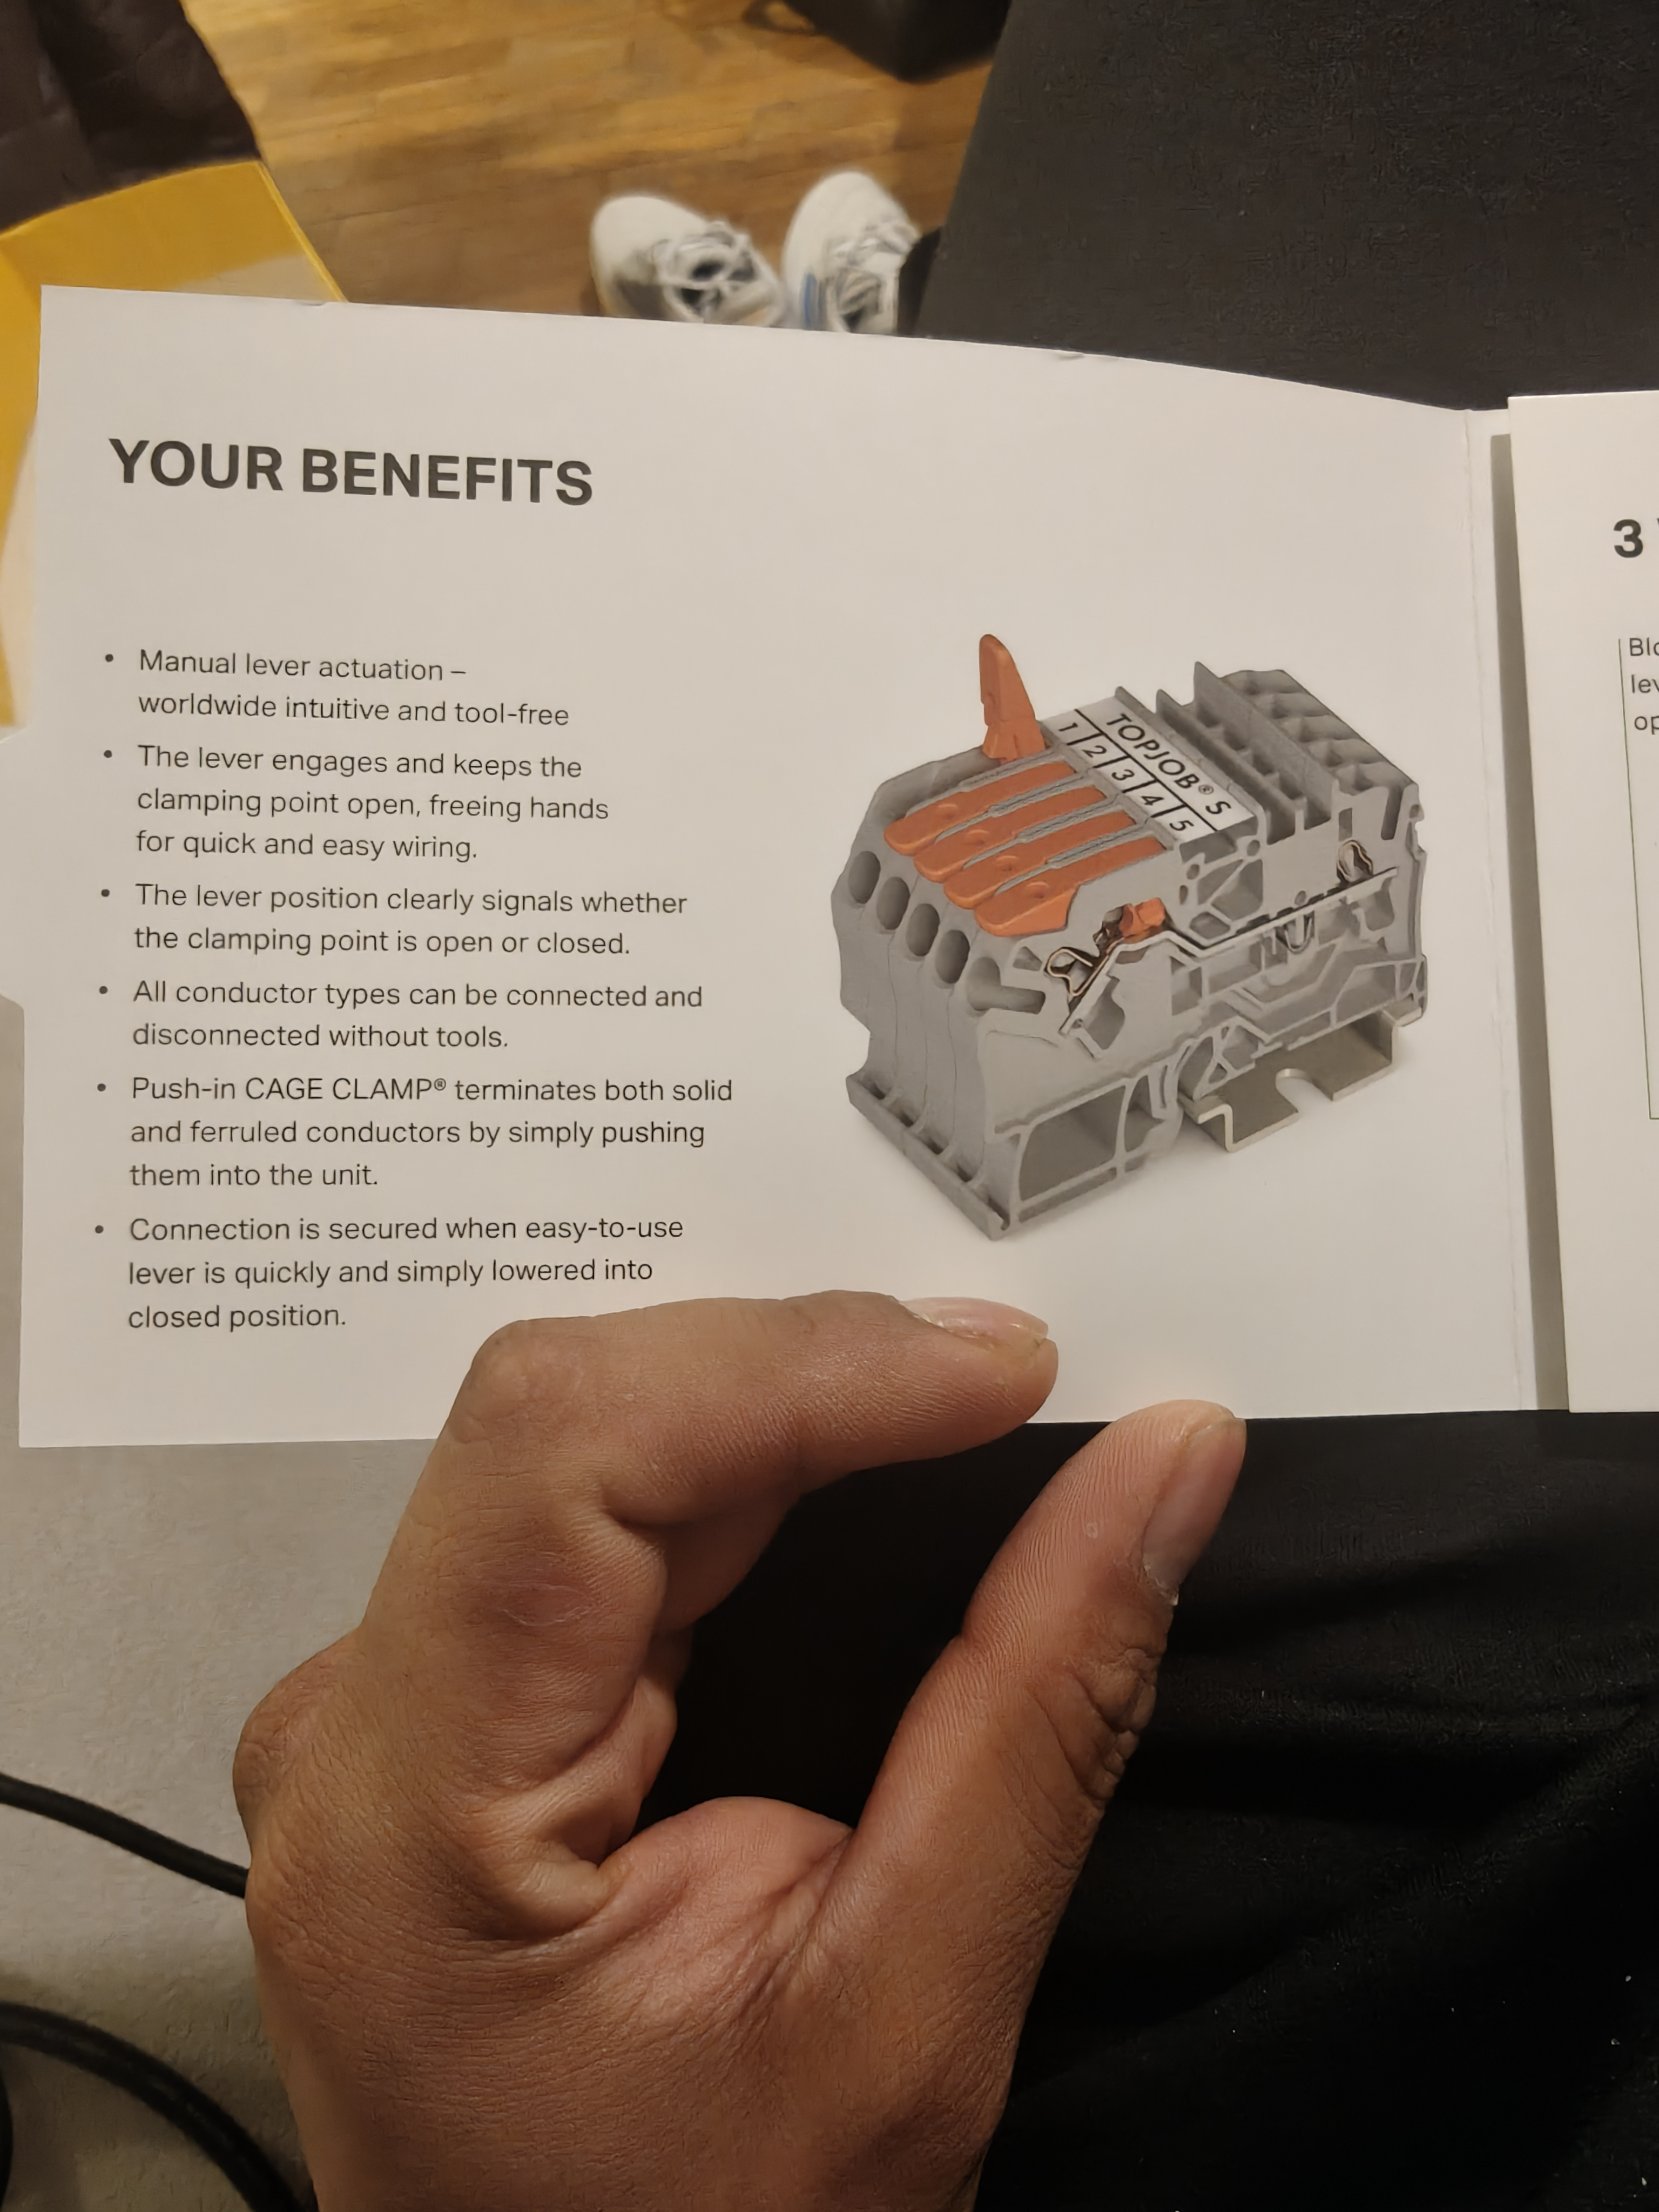 YOUR BENEFITS
• Manual lever actuation –
worldwide intuitive and tool-free
• The lever engages and keeps the
clamping point open, freeing hands
for quick and easy wiring.
• The lever position clearly signals whether
the clamping point is open or closed.
• All conductor types can be connected and
disconnected without tools.
• Push-in CAGE CLAMP® terminates both solid
and ferruled conductors by simply pushing
them into the unit.
• Connection is secured when easy-to-use
lever is quickly and simply lowered into
closed position.
TOPJOB® S
1 2 3 4 5
3